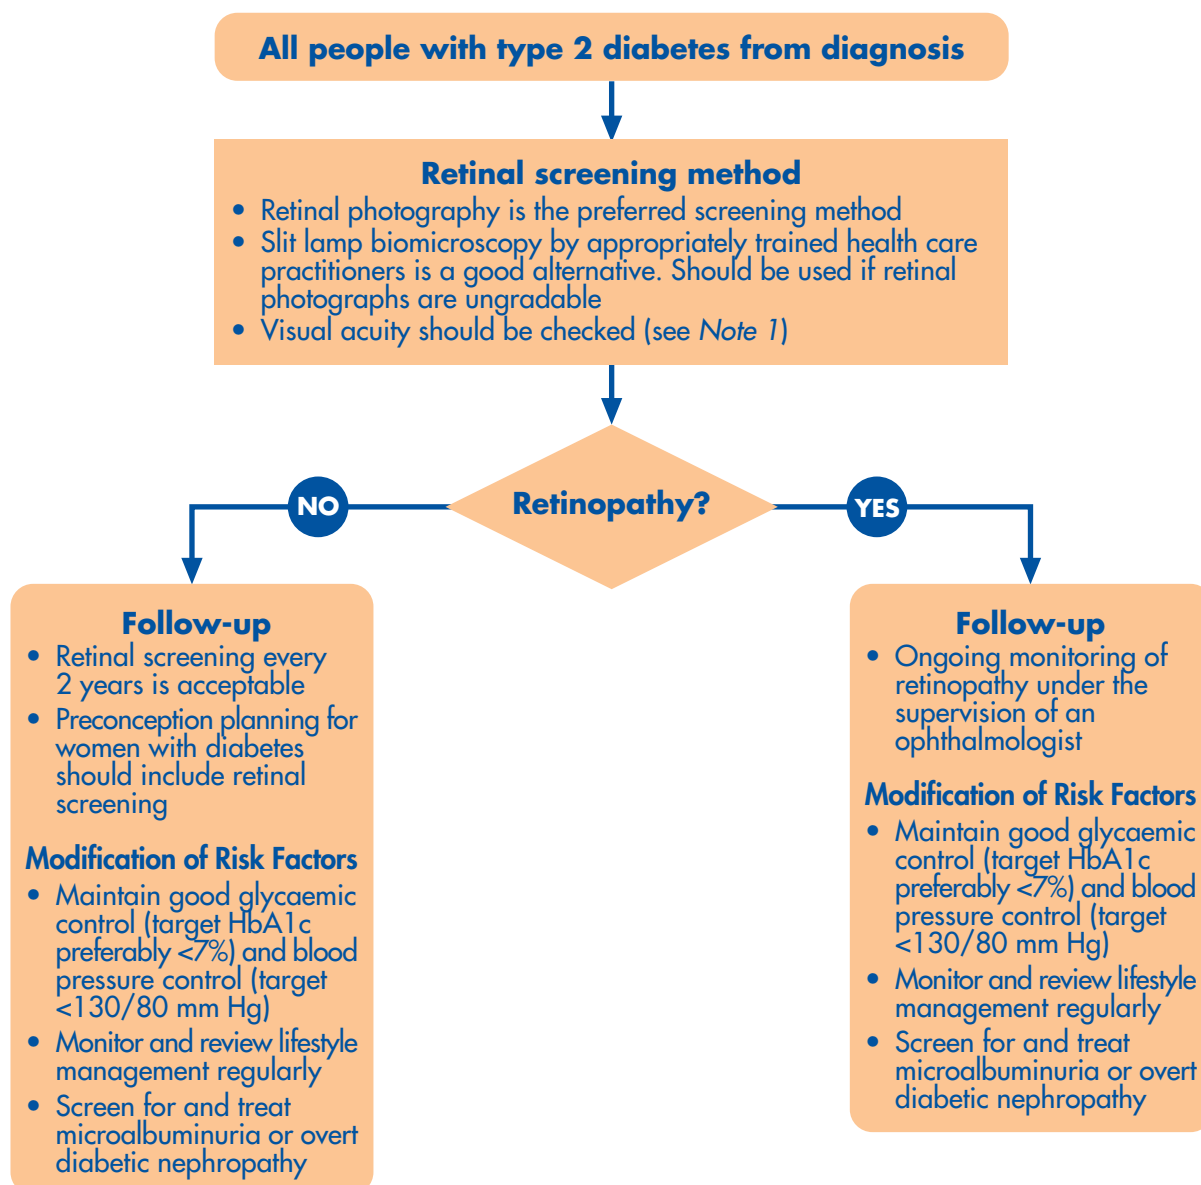 All people with type 2 diabetes from diagnosis
Retinal screening method
• Retinal photography is the preferred screening method
• Slit lamp biomicroscopy by appropriately trained health care
practitioners is a good alternative. Should be used if retinal
photographs are ungradable
• Visual acuity should be checked (see Note 1)
Retinopathy?
NO
YES
Follow-up
• Retinal screening every
2 years is acceptable
• Preconception planning for
women with diabetes
should include retinal
screening
Modification of Risk Factors
• Maintain good glycaemic
control (target HbA1c
preferably <7%) and blood
pressure control (target
<130/80 mm Hg)
• Monitor and review lifestyle
management regularly
• Screen for and treat
microalbuminuria or overt
diabetic nephropathy
Follow-up
• Ongoing monitoring of
retinopathy under the
supervision of an
ophthalmologist
Modification of Risk Factors
• Maintain good glycaemic
control (target HbA1c
preferably <7%) and blood
pressure control (target
<130/80 mm Hg)
• Monitor and review lifestyle
management regularly
• Screen for and treat
microalbuminuria or overt
diabetic nephropathy